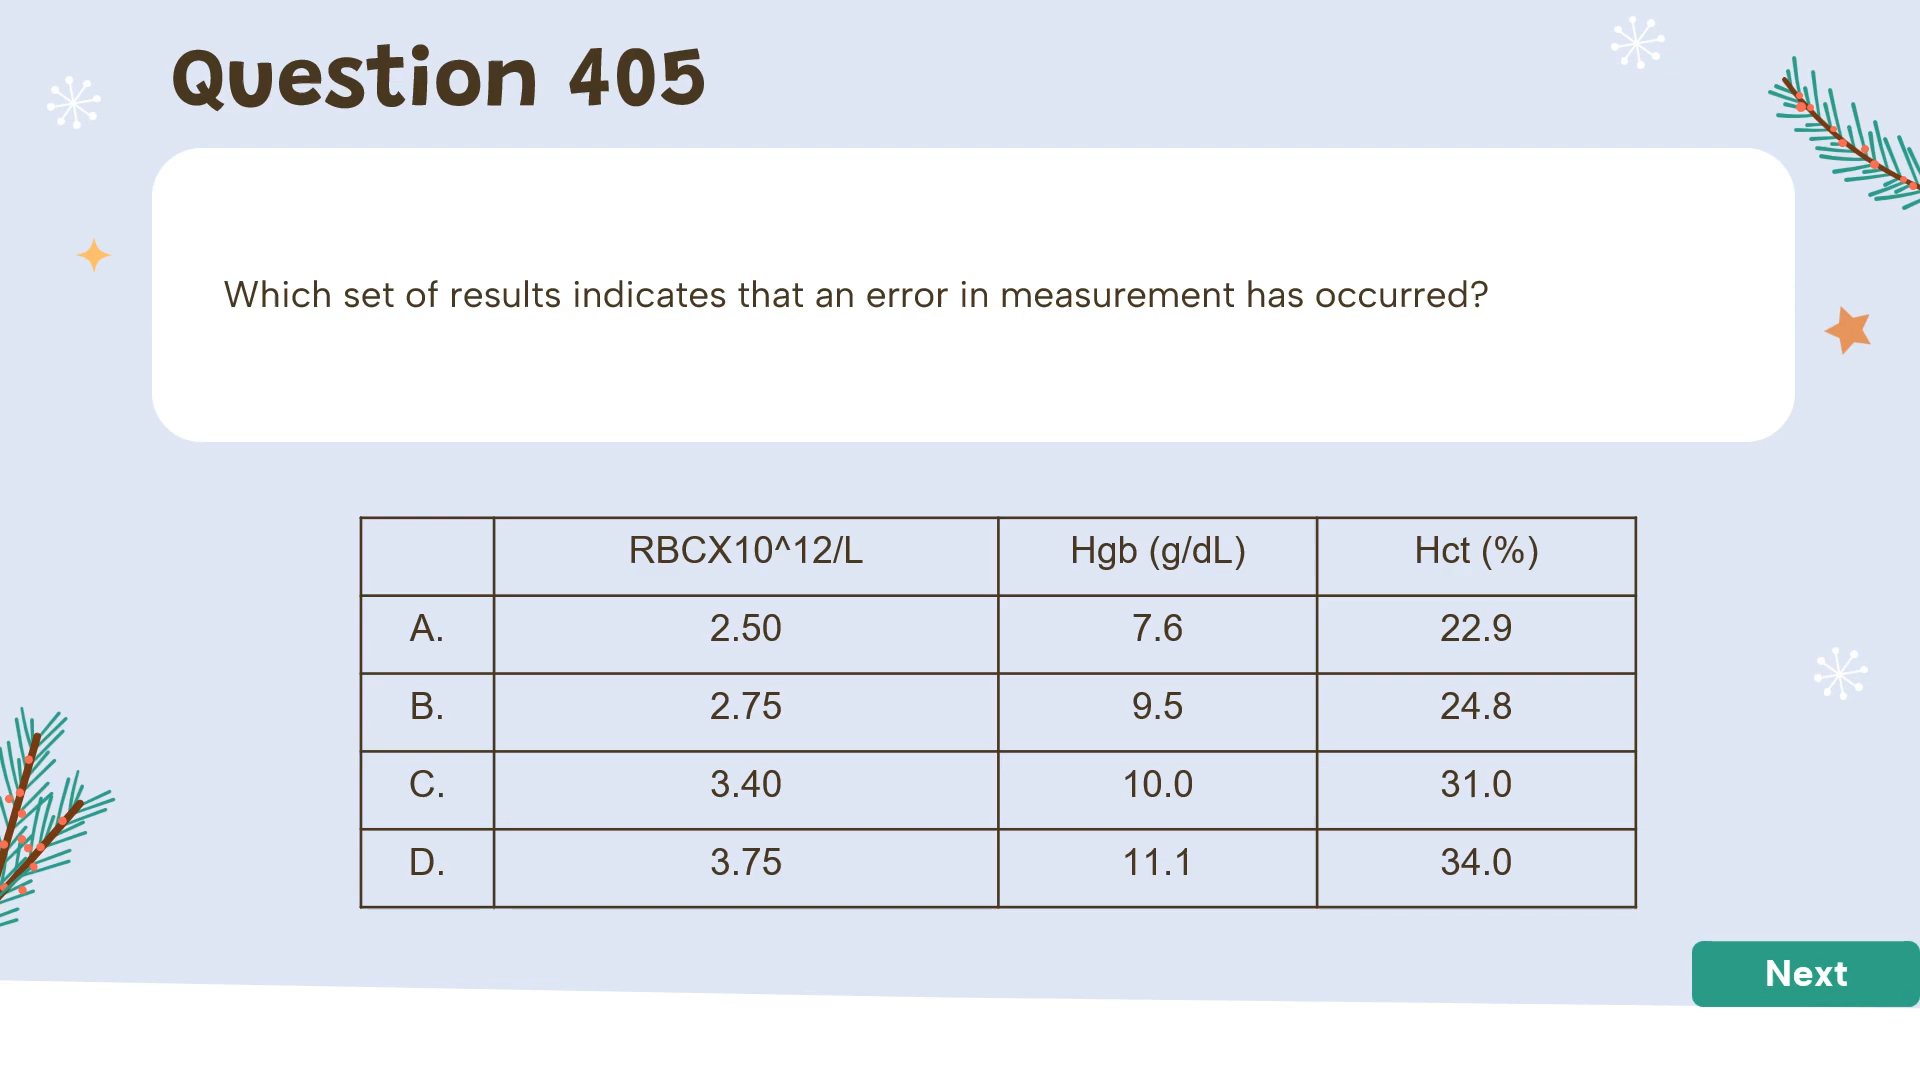 Question 405
Which set of results indicates that an error in measurement has occurred?
RBCX10^12/L Hgb (g/dL) Hct (%)
A. 2.50 7.6 22.9
B. 2.75 9.5 24.8
C. 3.40 10.0 31.0
D. 3.75 11.1 34.0
Next